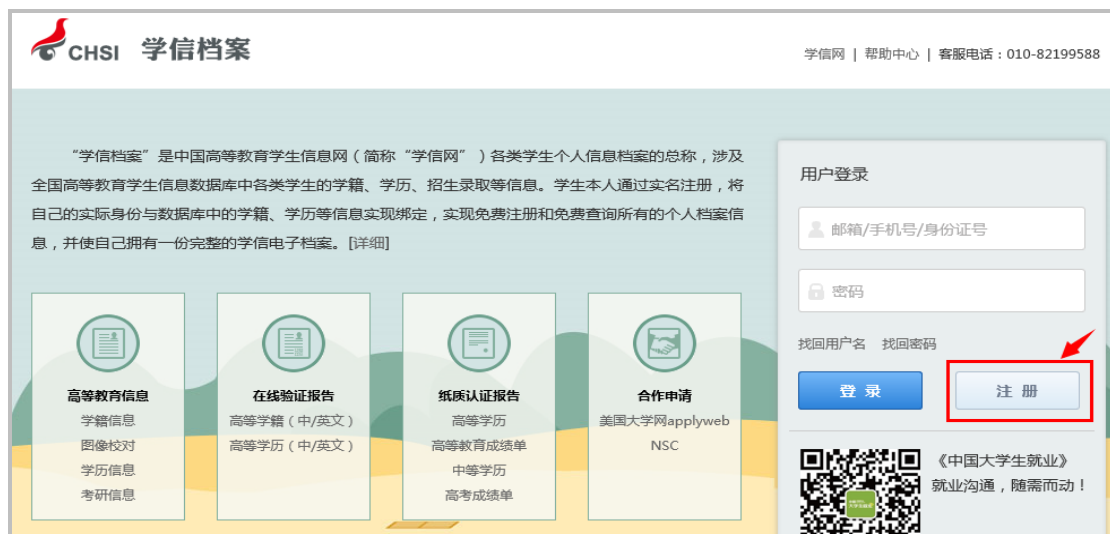 CHSI 学信档案
学信网 | 帮助中心 | 客服电话：010-82199588
“学信档案”是中国高等教育学生信息网（简称“学信网”）各类学生个人信息档案的总称，涉及
全国高等教育学生信息数据库中各类学生的学籍、学历、招生录取等信息。学生本人通过实名注册，将
自己的实际身份与数据库中的学籍、学历等信息实现绑定，实现免费注册和免费查询所有的个人档案信
息，并使自己拥有一份完整的学信电子档案。[详细]
高等教育信息
学籍信息
图像校对
学历信息
考研信息
在线验证报告
高等学籍（中/英文）
高等学历（中/英文）
纸质认证报告
高等学历
高等教育成绩单
中等学历
高考成绩单
合作申请
美国大学网applyweb
NSC
用户登录
邮箱/手机号/身份证号
密码
找回用户名 找回密码
登 录
注 册
《中国大学生就业》
就业沟通，随需而动！